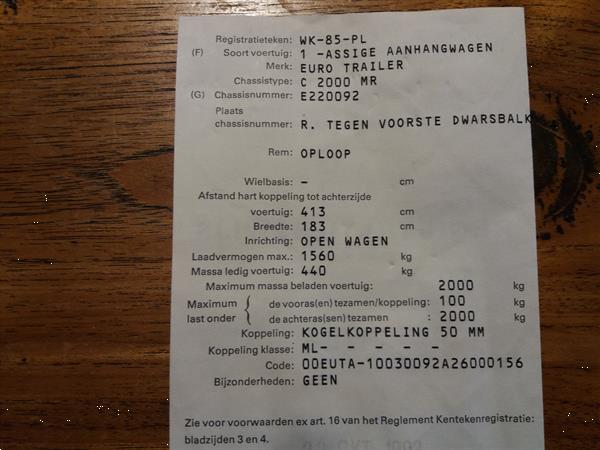 Registratieteken: WK-85-PL
(F) Soort voertuig: 1 -ASSIGE AANHANGWAGEN
Merk: EURO TRAILER
Chassistype: C 2000 MR
(G) Chassisnummer: E220092
Plaats
chassisnummer: R. TEGEN VOORSTE DWARSBALK
Rem: OPLOOP
Wielbasis: - cm
Afstand hart koppeling tot achterzijde
voertuig: 413 cm
Breedte: 183 cm
Inrichting: OPEN WAGEN
Laadvermogen max.: 1560 kg
Massa ledig voertuig: 440 kg
Maximum massa beladen voertuig: 2000 kg
Maximum { de vooras(en) tezamen/koppeling: 100 kg
last onder de achteras(sen) tezamen : 2000 kg
Koppeling: KOGELKOPPELING 50 MM
Koppeling klasse: ML- - - - -
Code: 00EUTA-10030092A26000156
Bijzonderheden: GEEN
Zie voor voorwaarden ex art. 16 van het Reglement Kentekenregistratie:
bladzijden 3 en 4.